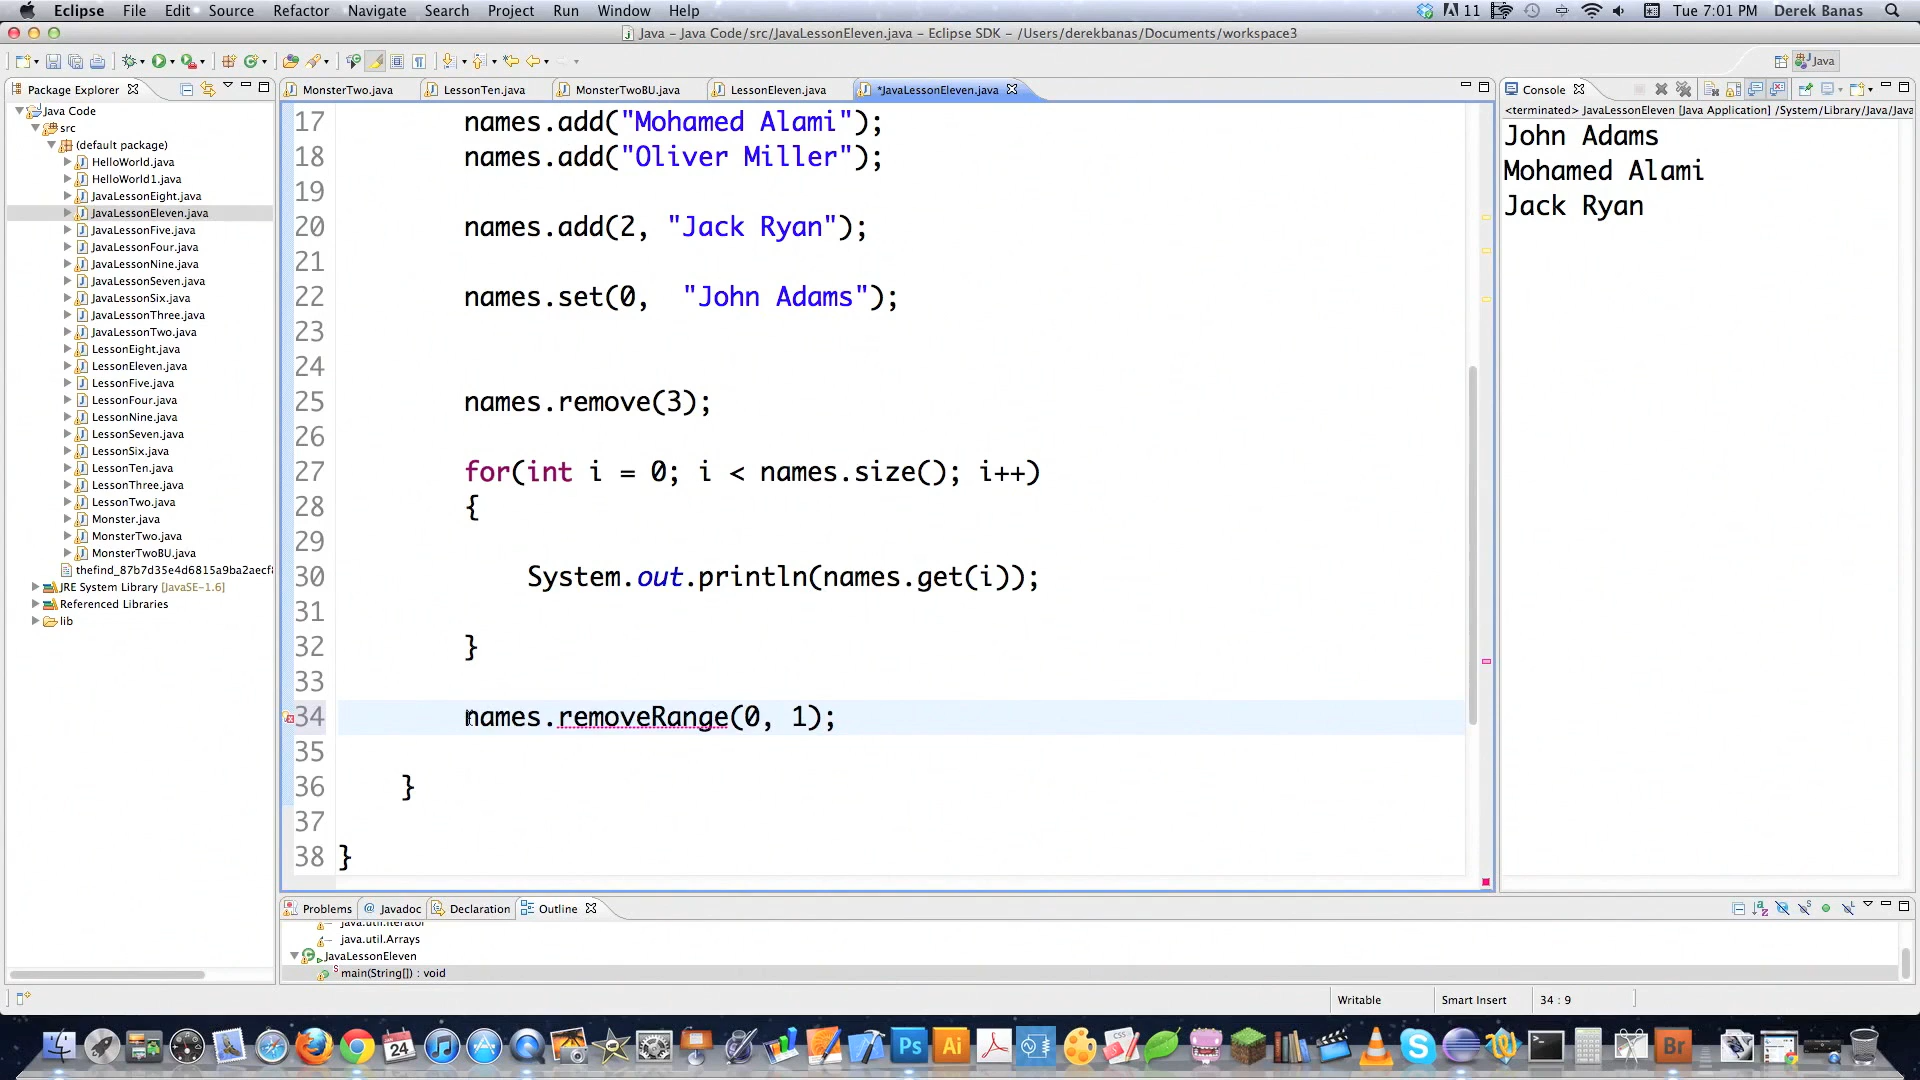 Eclipse File Edit Source Refactor Navigate Search Project Run Window Help 11 Tue 7:01 PM Derek Banas
Java – Java Code/src/JavaLessonEleven.java – Eclipse SDK – /Users/derekbanas/Documents/workspace3
Java
Package Explorer
Java Code
src
(default package)
HelloWorld.java
HelloWorld1.java
JavaLessonEight.java
JavaLessonEleven.java
JavaLessonFive.java
JavaLessonFour.java
JavaLessonNine.java
JavaLessonSeven.java
JavaLessonSix.java
JavaLessonThree.java
JavaLessonTwo.java
LessonEight.java
LessonEleven.java
LessonFive.java
LessonFour.java
LessonNine.java
LessonSeven.java
LessonSix.java
LessonTen.java
LessonThree.java
LessonTwo.java
Monster.java
MonsterTwo.java
MonsterTwoBU.java
thefind_87b7d35e4d6815a9ba2aecf8
JRE System Library [JavaSE-1.6]
Referenced Libraries
lib
MonsterTwo.java LessonTen.java MonsterTwoBU.java LessonEleven.java *JavaLessonEleven.java
17 names.add("Mohamed Alami");
18 names.add("Oliver Miller");
19
20 names.add(2, "Jack Ryan");
21
22 names.set(0,  "John Adams");
23
24
25 names.remove(3);
26
27 for(int i = 0; i < names.size(); i++)
28 {
29
30 System.out.println(names.get(i));
31
32 }
33
34 names.removeRange(0, 1);
35
36 }
37
38 }
Console
<terminated> JavaLessonEleven [Java Application] /System/Library/Java/Java
John Adams
Mohamed Alami
Jack Ryan
Problems @ Javadoc Declaration Outline
java.util.Iterator
java.util.Arrays
JavaLessonEleven
main(String[]) : void
Writable Smart Insert 34 : 9
24
Ps
Ai
CSS
Br